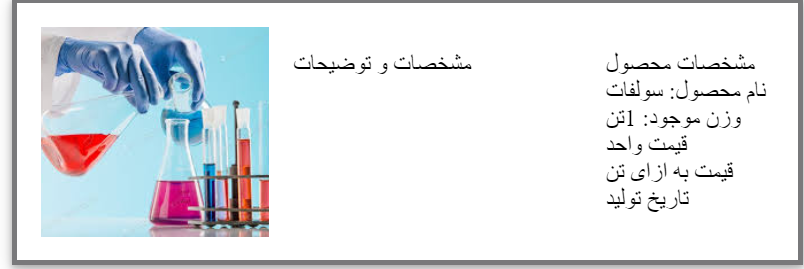 مشخصات محصول
نام محصول: سولفات
وزن موجود: 1تن
قیمت واحد
قیمت به ازای تن
تاریخ تولید
مشخصات و توضیحات